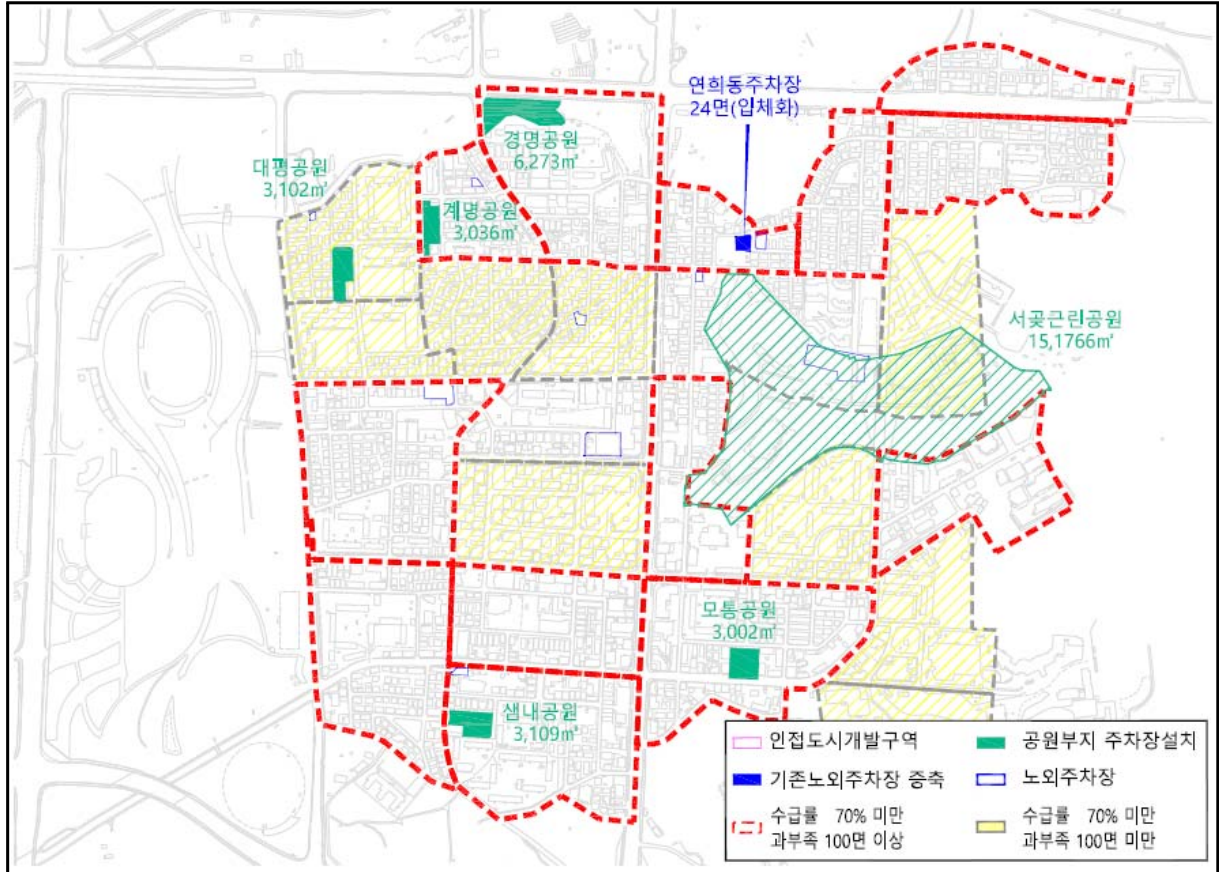 연희동주차장
24면(입체화)
경명공원
6,273㎡
대평공원
3,102㎡
계명공원
3,036㎡
서곶근린공원
15,1766㎡
모통공원
3,002㎡
샘내공원
3,109㎡
인접도시개발구역
공원부지 주차장설치
기존노외주차장 증축
노외주차장
수급률 70% 미만
과부족 100면 이상
수급률 70% 미만
과부족 100면 미만